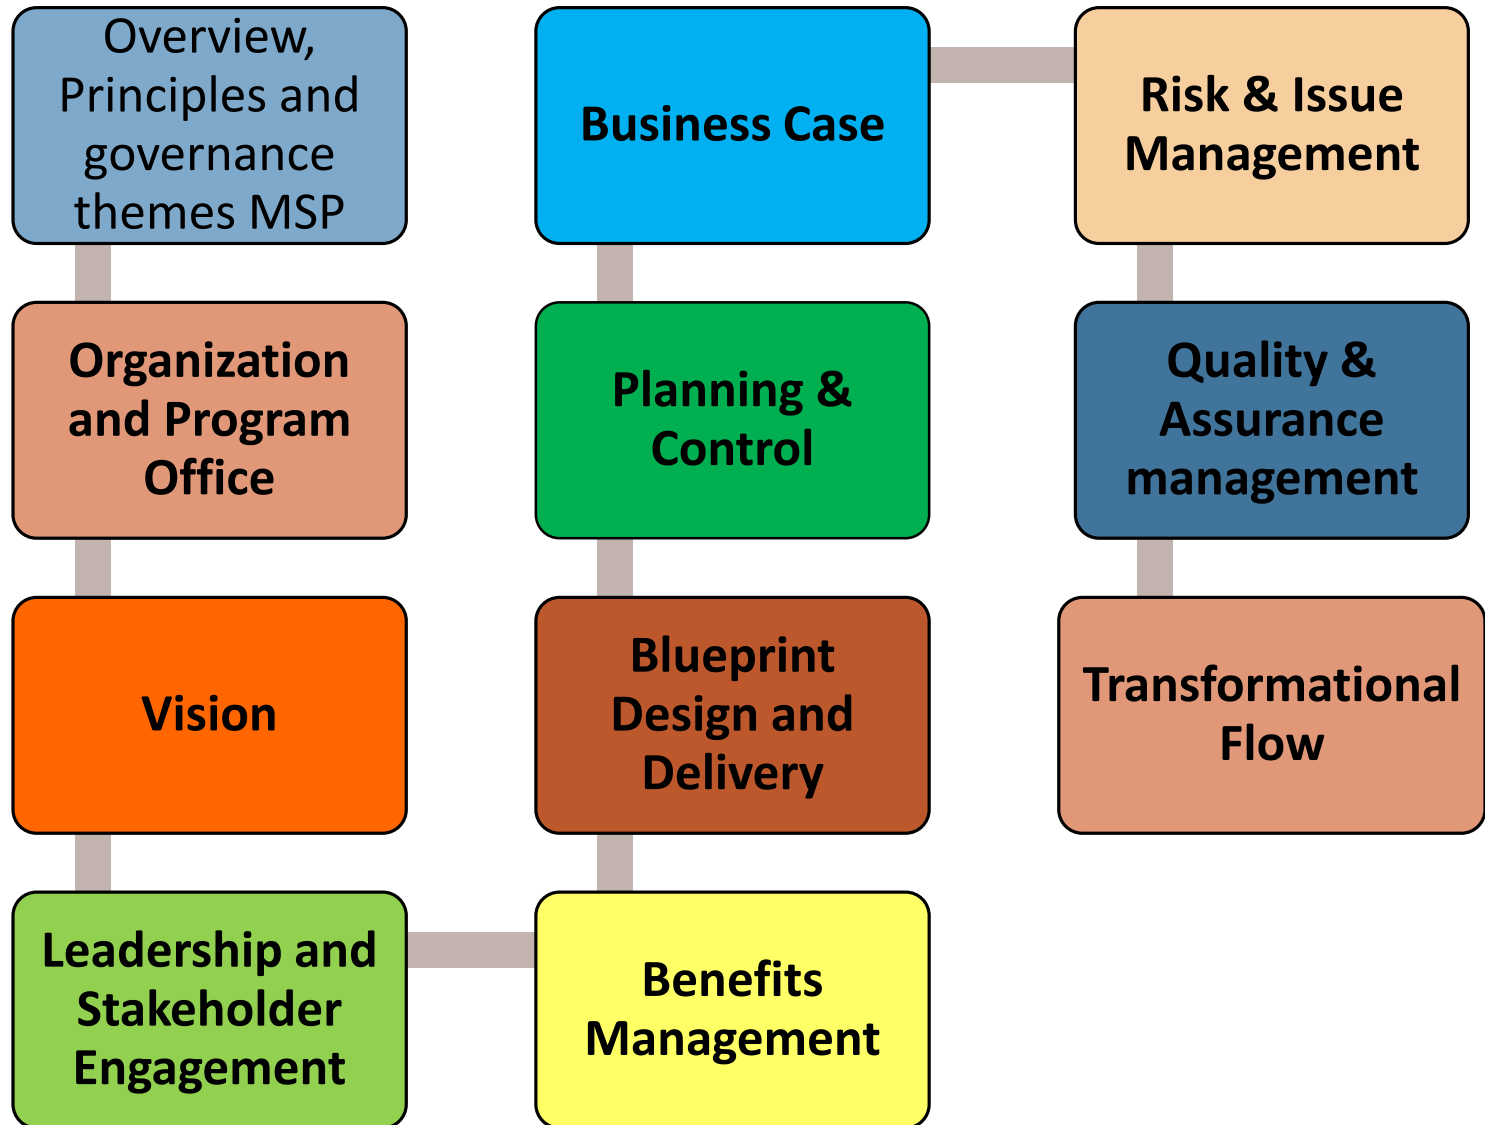 Overview,
Principles and
governance
themes MSP
Organization
and Program
Office
Vision
Leadership and
Stakeholder
Engagement
Benefits
Management
Blueprint
Design and
Delivery
Planning &
Control
Business Case
Risk & Issue
Management
Quality &
Assurance
management
Transformational
Flow